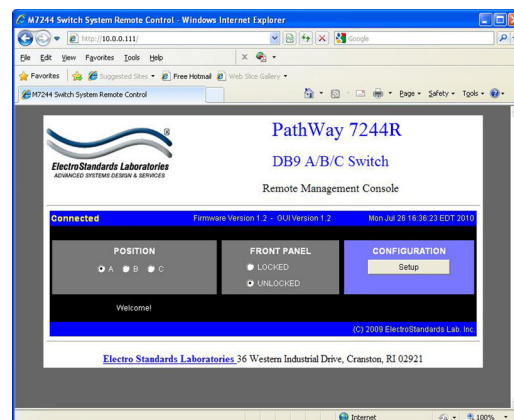 M7244 Switch System Remote Control - Windows Internet Explorer
http://10.0.0.111/
Google
File Edit View Favorites Tools Help
Favorites Suggested Sites Free Hotmail Web Slice Gallery
M7244 Switch System Remote Control
Page Safety Tools
ElectroStandards Laboratories
ADVANCED SYSTEMS DESIGN & SERVICES
PathWay 7244R
DB9 A/B/C Switch
Remote Management Console
Connected Firmware Version 1.2 - GUI Version 1.2 Mon Jul 26 16:36:23 EDT 2010
POSITION
A B C
FRONT PANEL
LOCKED
UNLOCKED
CONFIGURATION
Setup
Welcome!
(C) 2009 ElectroStandards Lab. Inc.
Electro Standards Laboratories 36 Western Industrial Drive, Cranston, RI 02921
Internet 100%